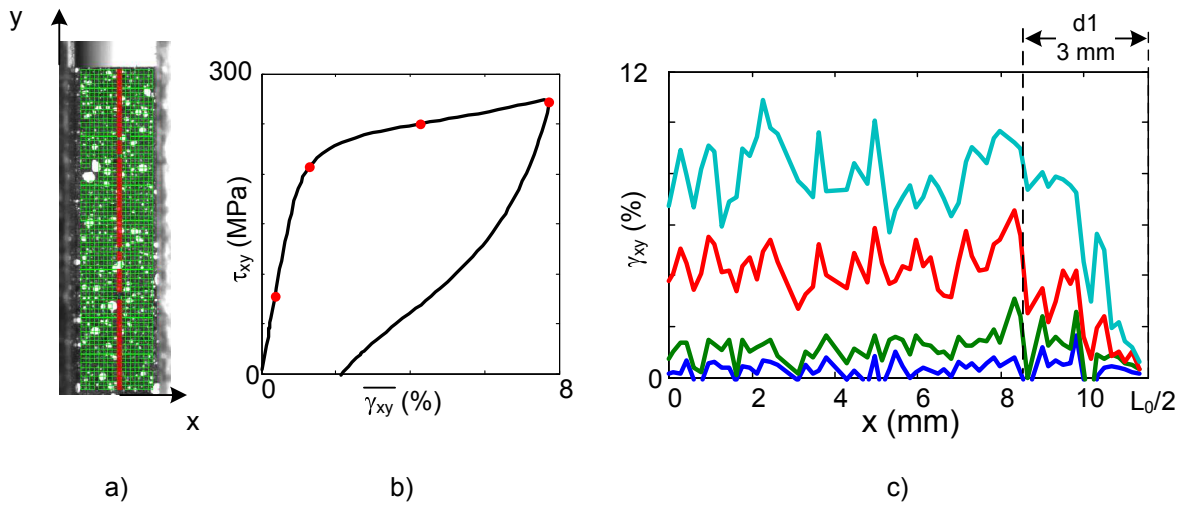 y
x
a)
300
τxy (MPa)
0
8
γxy (%)
b)
d1
3 mm
12
γxy (%)
0
0
2
4
6
8
10
L0/2
x (mm)
c)